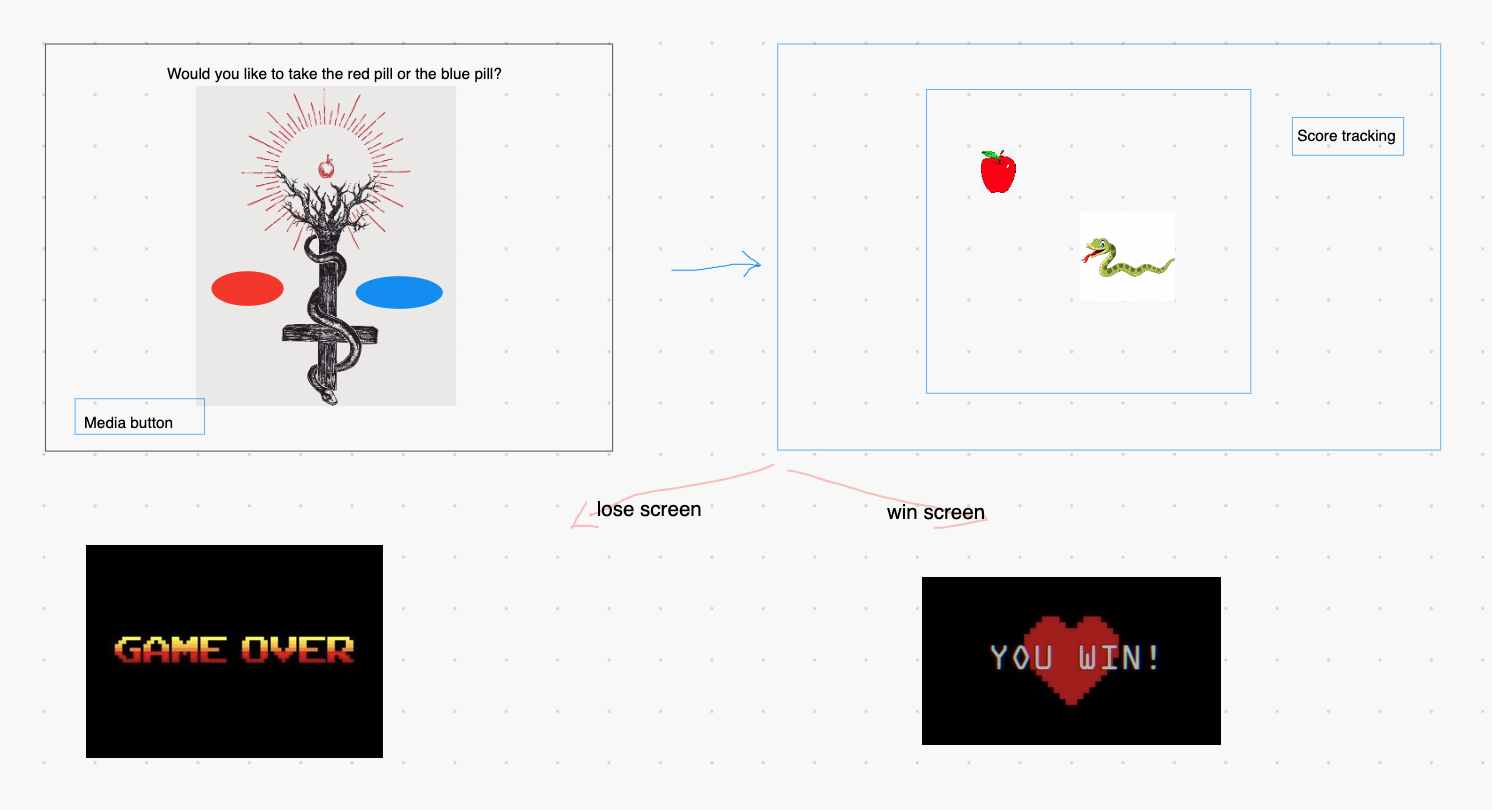 Would you like to take the red pill or the blue pill?
Score tracking
Media button
lose screen
win screen
GAME OVER
YOU WIN!